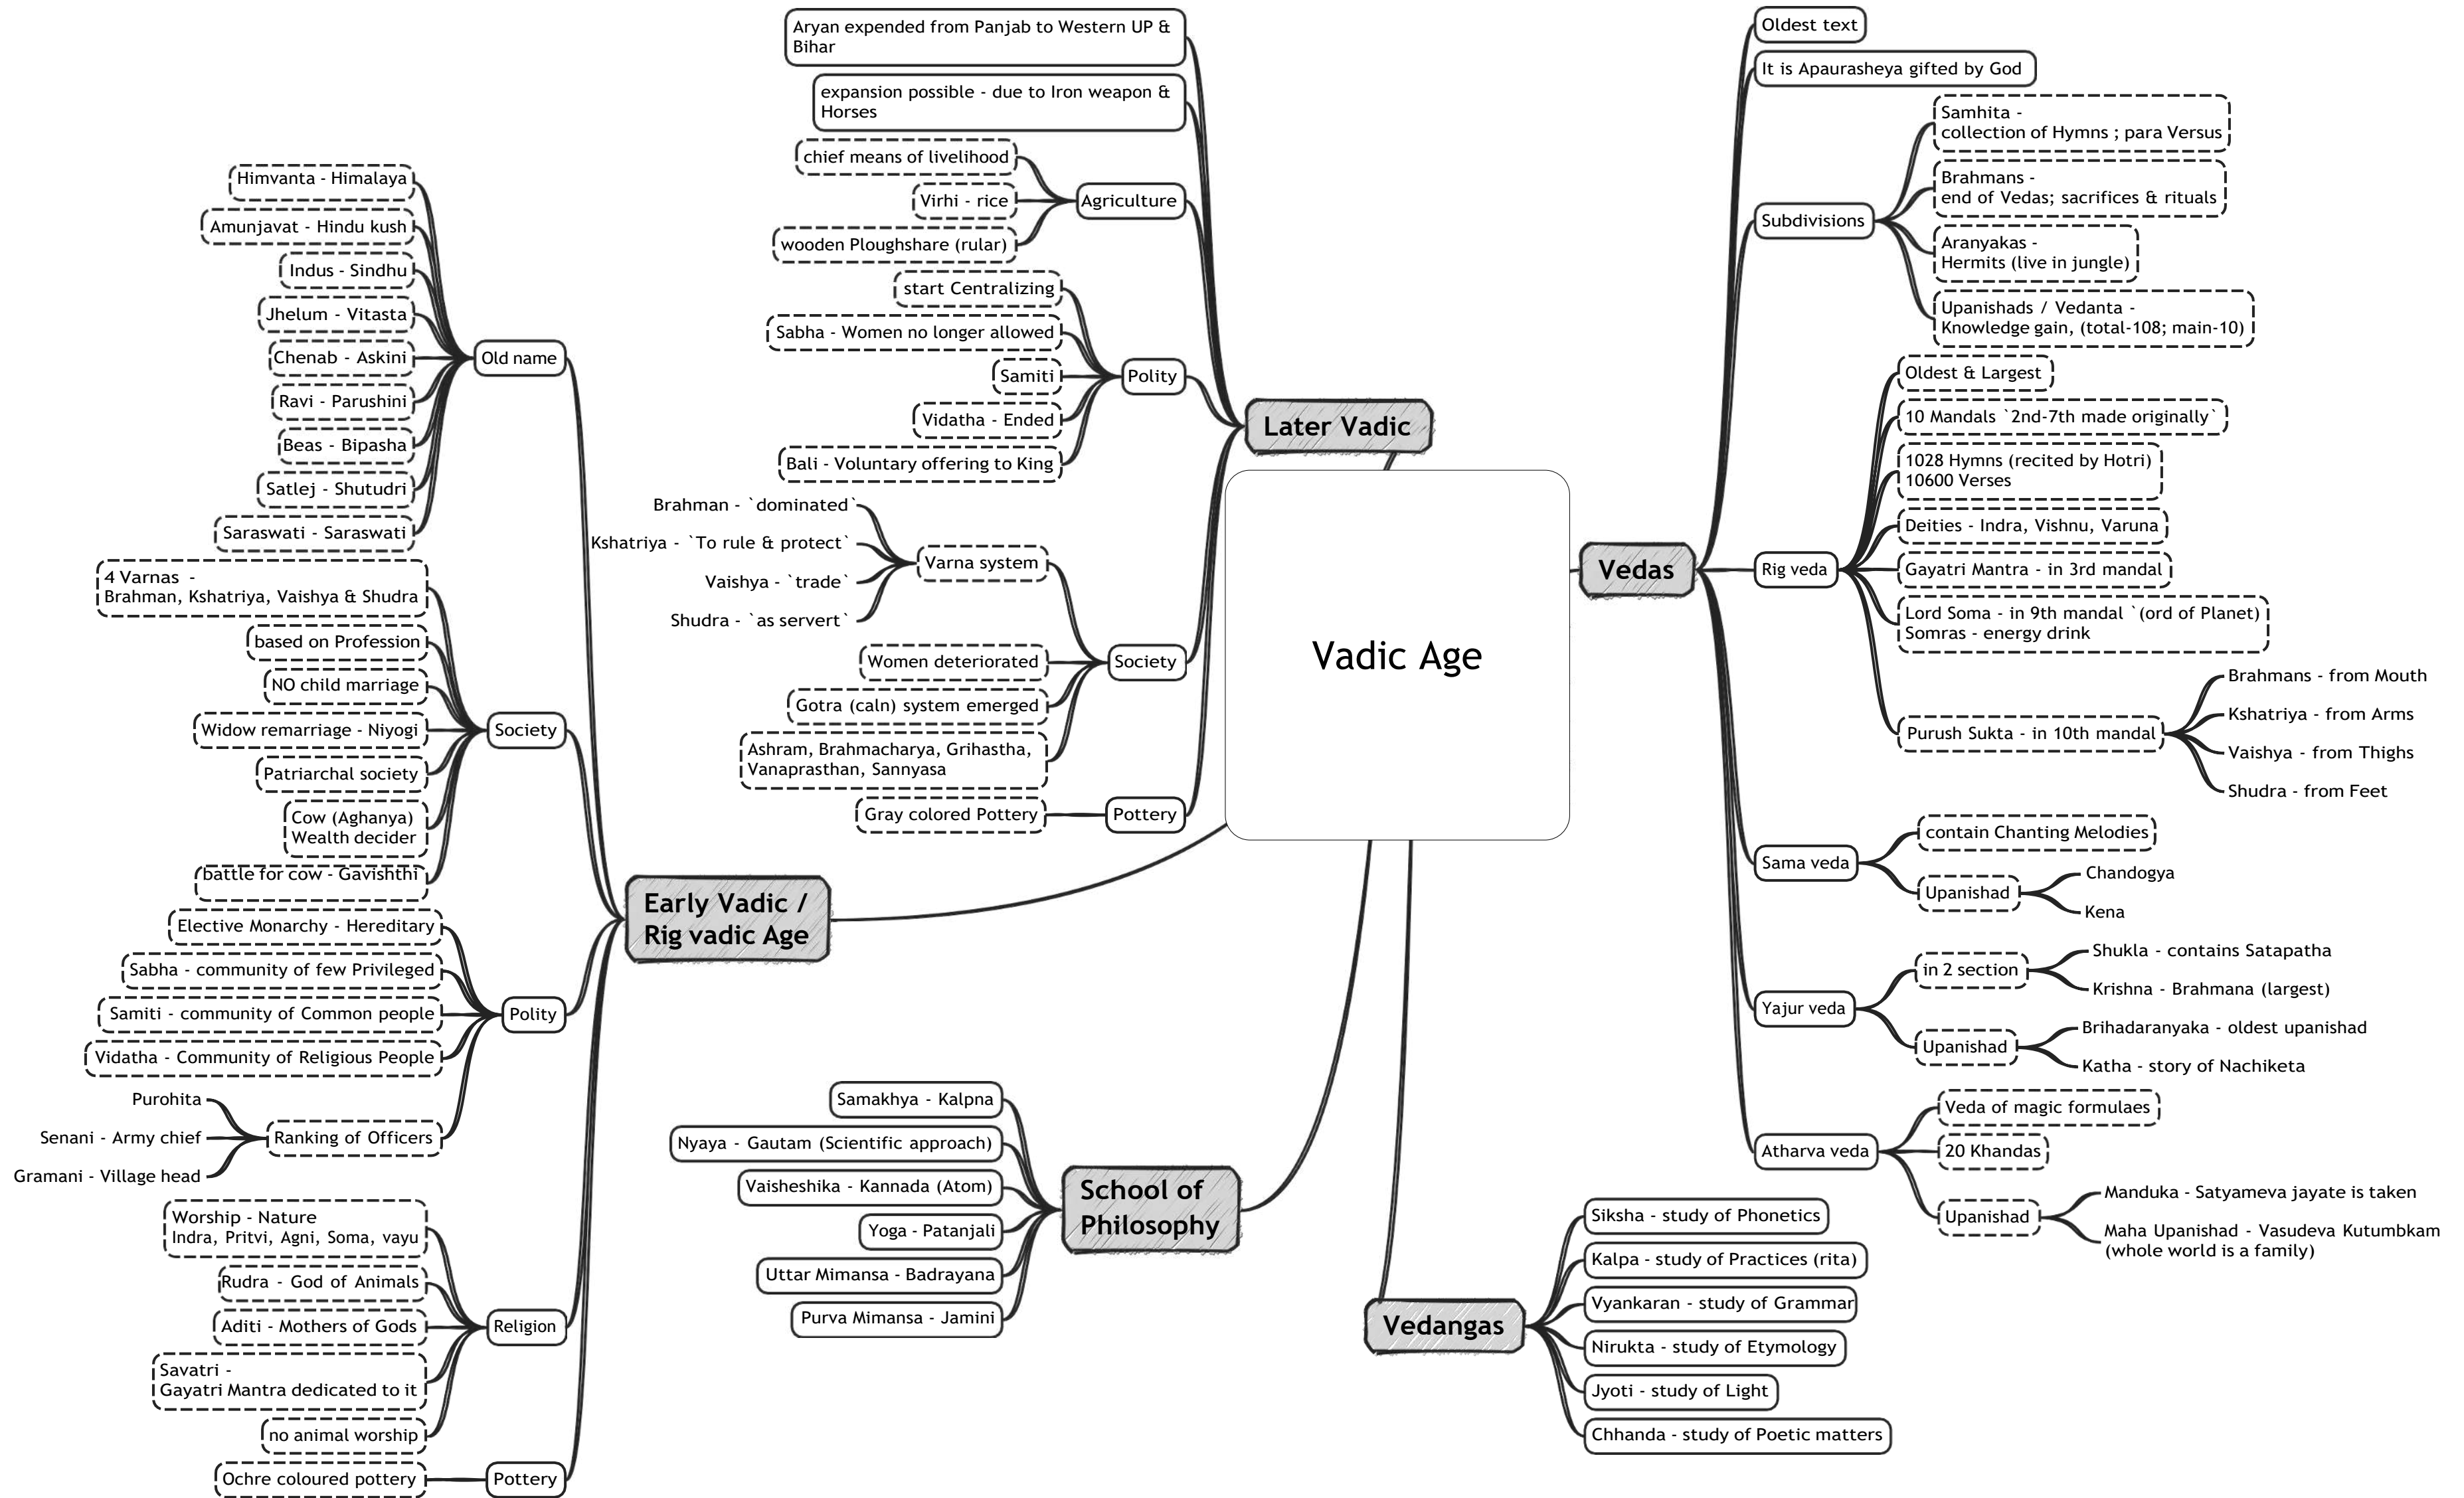 Vadic Age
Later Vadic
Aryan expended from Panjab to Western UP &
Bihar
expansion possible - due to Iron weapon &
Horses
Agriculture
chief means of livelihood
Virhi - rice
wooden Ploughshare (rular)
Polity
start Centralizing
Sabha - Women no longer allowed
Samiti
Vidatha - Ended
Bali - Voluntary offering to King
Society
Varna system
Brahman - `dominated`
Kshatriya - `To rule & protect`
Vaishya - `trade`
Shudra - `as servert`
Women deteriorated
Gotra (caln) system emerged
Ashram, Brahmacharya, Grihastha,
Vanaprasthan, Sannyasa
Pottery
Gray colored Pottery
Early Vadic /
Rig vadic Age
Old name
Himvanta - Himalaya
Amunjavat - Hindu kush
Indus - Sindhu
Jhelum - Vitasta
Chenab - Askini
Ravi - Parushini
Beas - Bipasha
Satlej - Shutudri
Saraswati - Saraswati
Society
4 Varnas -
Brahman, Kshatriya, Vaishya & Shudra
based on Profession
NO child marriage
Widow remarriage - Niyogi
Patriarchal society
Cow (Aghanya)
Wealth decider
battle for cow - Gavishthi
Polity
Elective Monarchy - Hereditary
Sabha - community of few Privileged
Samiti - community of Common people
Vidatha - Community of Religious People
Ranking of Officers
Purohita
Senani - Army chief
Gramani - Village head
Religion
Worship - Nature
Indra, Pritvi, Agni, Soma, vayu
Rudra - God of Animals
Aditi - Mothers of Gods
Savatri -
Gayatri Mantra dedicated to it
no animal worship
Pottery
Ochre coloured pottery
School of
Philosophy
Samakhya - Kalpna
Nyaya - Gautam (Scientific approach)
Vaisheshika - Kannada (Atom)
Yoga - Patanjali
Uttar Mimansa - Badrayana
Purva Mimansa - Jamini
Vedas
Oldest text
It is Apaurasheya gifted by God
Subdivisions
Samhita -
collection of Hymns ; para Versus
Brahmans -
end of Vedas; sacrifices & rituals
Aranyakas -
Hermits (live in jungle)
Upanishads / Vedanta -
Knowledge gain, (total-108; main-10)
Rig veda
Oldest & Largest
10 Mandals `2nd-7th made originally`
1028 Hymns (recited by Hotri)
10600 Verses
Deities - Indra, Vishnu, Varuna
Gayatri Mantra - in 3rd mandal
Lord Soma - in 9th mandal `(ord of Planet)
Somras - energy drink
Purush Sukta - in 10th mandal
Brahmans - from Mouth
Kshatriya - from Arms
Vaishya - from Thighs
Shudra - from Feet
Sama veda
contain Chanting Melodies
Upanishad
Chandogya
Kena
Yajur veda
in 2 section
Shukla - contains Satapatha
Krishna - Brahmana (largest)
Upanishad
Brihadaranyaka - oldest upanishad
Katha - story of Nachiketa
Atharva veda
Veda of magic formulaes
20 Khandas
Upanishad
Manduka - Satyameva jayate is taken
Maha Upanishad - Vasudeva Kutumbkam
(whole world is a family)
Vedangas
Siksha - study of Phonetics
Kalpa - study of Practices (rita)
Vyankaran - study of Grammar
Nirukta - study of Etymology
Jyoti - study of Light
Chhanda - study of Poetic matters